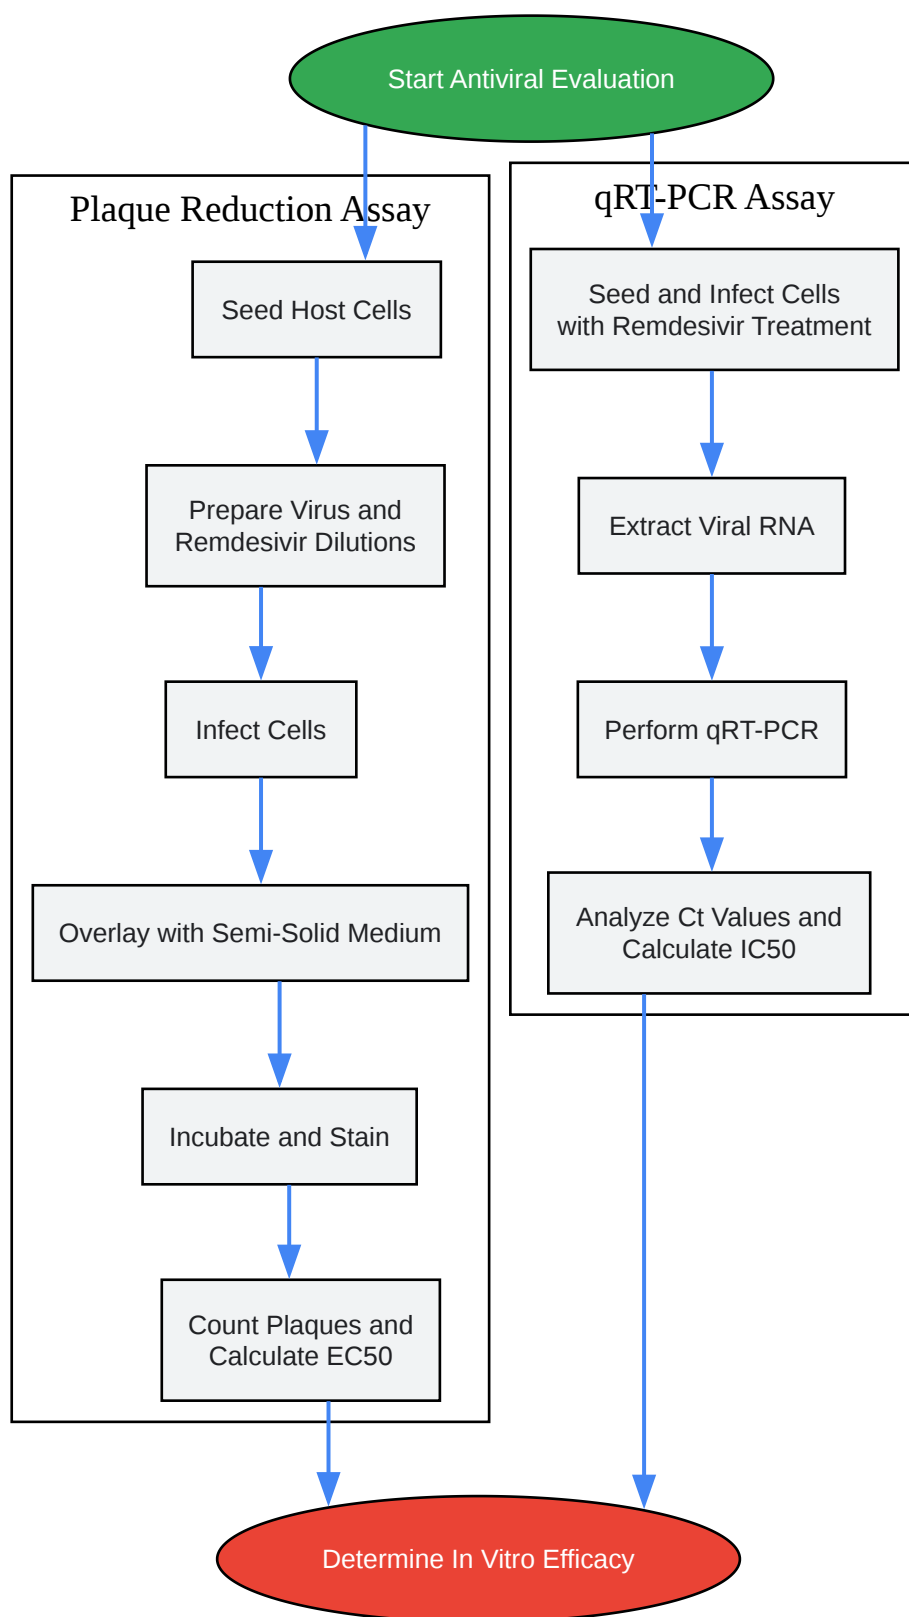 Start Antiviral Evaluation
Plaque Reduction Assay
Seed Host Cells
Prepare Virus and
Remdesivir Dilutions
Infect Cells
Overlay with Semi-Solid Medium
Incubate and Stain
Count Plaques and
Calculate EC50
qRT-PCR Assay
Seed and Infect Cells
with Remdesivir Treatment
Extract Viral RNA
Perform qRT-PCR
Analyze Ct Values and
Calculate IC50
Determine In Vitro Efficacy